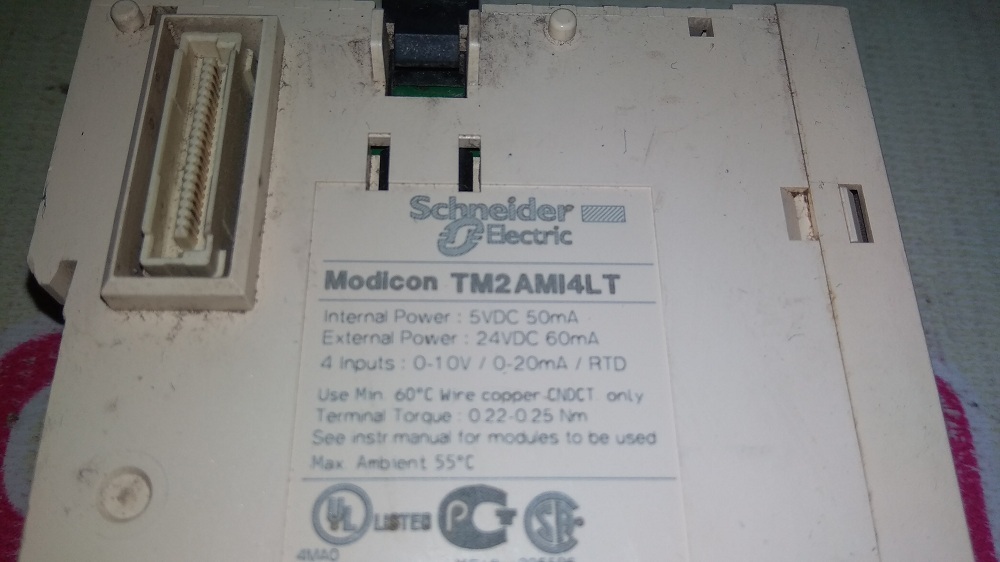 Schneider
Electric
Modicon TM2AMI4LT
Internal Power : 5VDC 50mA
External Power : 24VDC 60mA
4 Inputs : 0-10V / 0-20mA / RTD
Use Min. 60°C Wire copper CNDCT only
Terminal Torque : 0.22-0.25 Nm
See instr manual for modules to be used
Max. Ambient 55°C
UL LISTED
4MA0